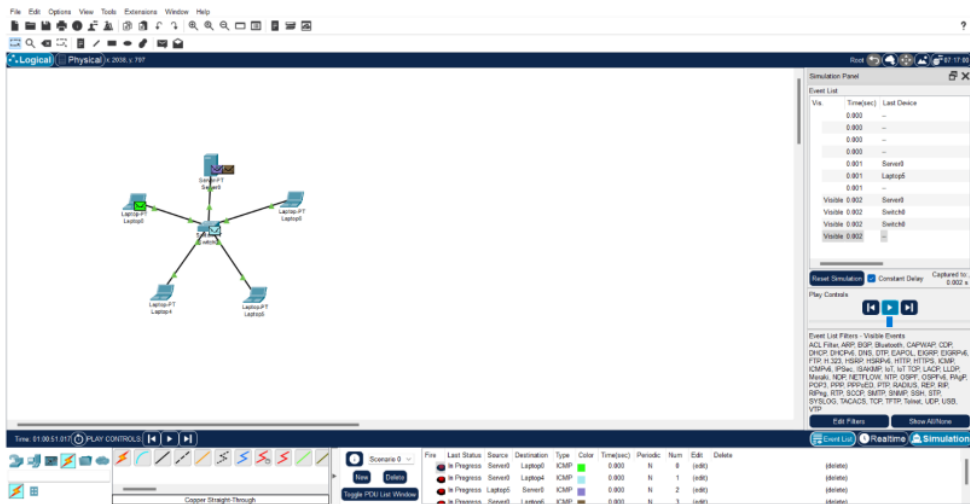 File Edit Options View Tools Extensions Window Help
?
Logical Physical x: 2008, y: 797
Root 07:17:00
Simulation Panel
Event List
Vis. Time(sec) Last Device
0.000 --
0.000 --
0.000 --
0.000 --
0.001 Server0
0.001 Laptop5
0.001 --
Visible 0.002 Server0
Visible 0.002 Switch0
Visible 0.002 Switch0
Visible 0.002 --
Reset Simulation Constant Delay Captured to:
0.002 s
Play Controls
Event List Filters - Visible Events
ACL Filter, ARP, BGP, Bluetooth, CAPWAP, CDP,
DHCP, DHCPv6, DNS, DTP, EAPOL, EIGRP, EIGRPv6,
FTP, H.323, HSRP, HSRPv6, HTTP, HTTPS, ICMP,
ICMPv6, IPSec, ISAKMP, IoT, IoT TCP, LACP, LLDP,
Meraki, NDP, NETFLOW, NTP, OSPF, OSPFv6, PAgP,
POP3, PPP, PPPoED, PTP, RADIUS, REP, RIP,
RIPng, RTP, SCCP, SMTP, SNMP, SSH, STP,
SYSLOG, TACACS, TCP, TFTP, Telnet, UDP, USB,
VTP
Edit Filters Show All/None
Event List Realtime Simulation
Server-PT
Server0
Laptop-PT
Laptop0
Laptop-PT
Switch0
Laptop-PT
Laptop4
Laptop-PT
Laptop5
Time: 01:00:51.017 PLAY CONTROLS:
Copper Straight-Through
Scenario 0
New Delete
Toggle PDU List Window
Fire Last Status Source Destination Type Color Time(sec) Periodic Num Edit Delete
In Progress Server0 Laptop0 ICMP 0.000 N 0 (edit) (delete)
In Progress Server0 Laptop4 ICMP 0.000 N 1 (edit) (delete)
In Progress Laptop5 Server0 ICMP 0.000 N 2 (edit) (delete)
In Progress Server0 ICMP 0.000 N 3 (edit) (delete)